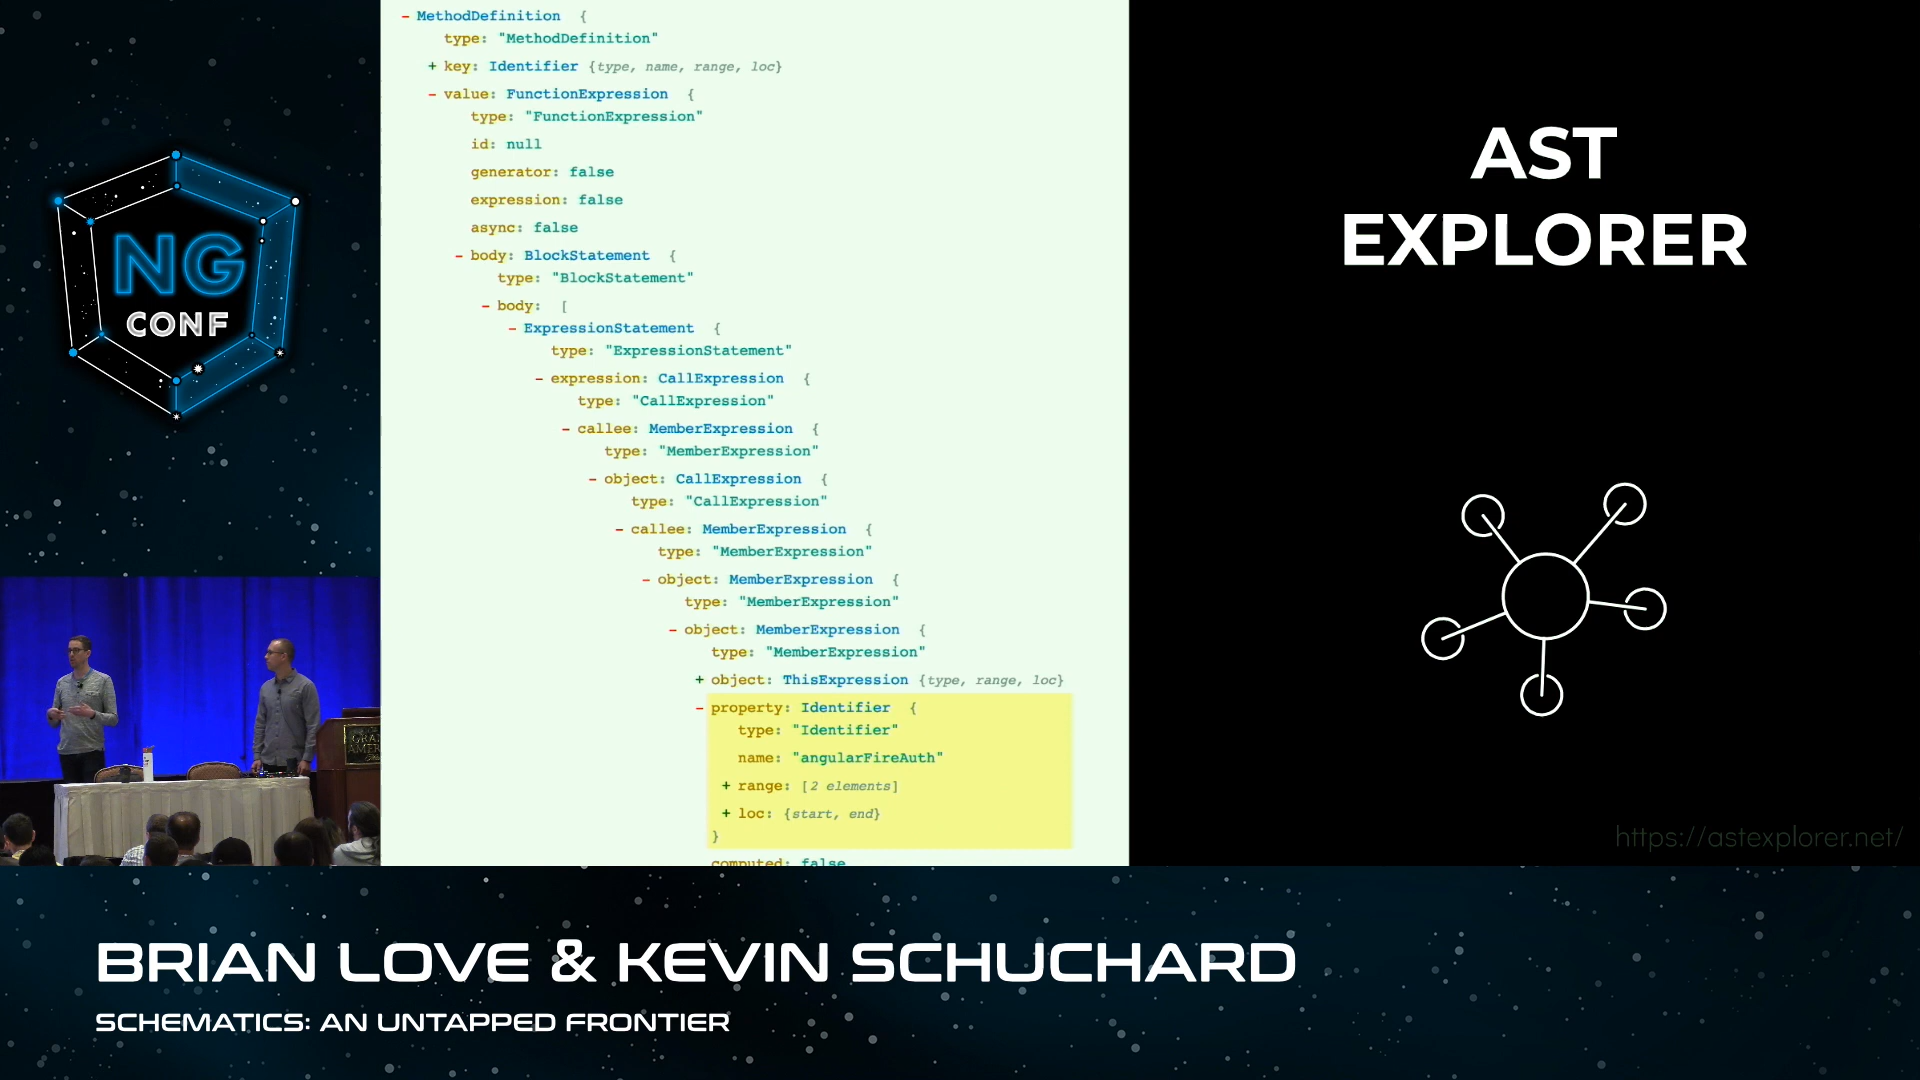 NG
CONF
- MethodDefinition {
type: "MethodDefinition"
+ key: Identifier {type, name, range, loc}
- value: FunctionExpression {
type: "FunctionExpression"
id: null
generator: false
expression: false
async: false
- body: BlockStatement {
type: "BlockStatement"
- body: [
- ExpressionStatement {
type: "ExpressionStatement"
- expression: CallExpression {
type: "CallExpression"
- callee: MemberExpression {
type: "MemberExpression"
- object: CallExpression {
type: "CallExpression"
- callee: MemberExpression {
type: "MemberExpression"
- object: MemberExpression {
type: "MemberExpression"
- object: MemberExpression {
type: "MemberExpression"
+ object: ThisExpression {type, range, loc}
- property: Identifier {
type: "Identifier"
name: "angularFireAuth"
+ range: [2 elements]
+ loc: {start, end}
}
computed: false
AST
EXPLORER
https://astexplorer.net/
BRIAN LOVE & KEVIN SCHUCHARD
SCHEMATICS: AN UNTAPPED FRONTIER